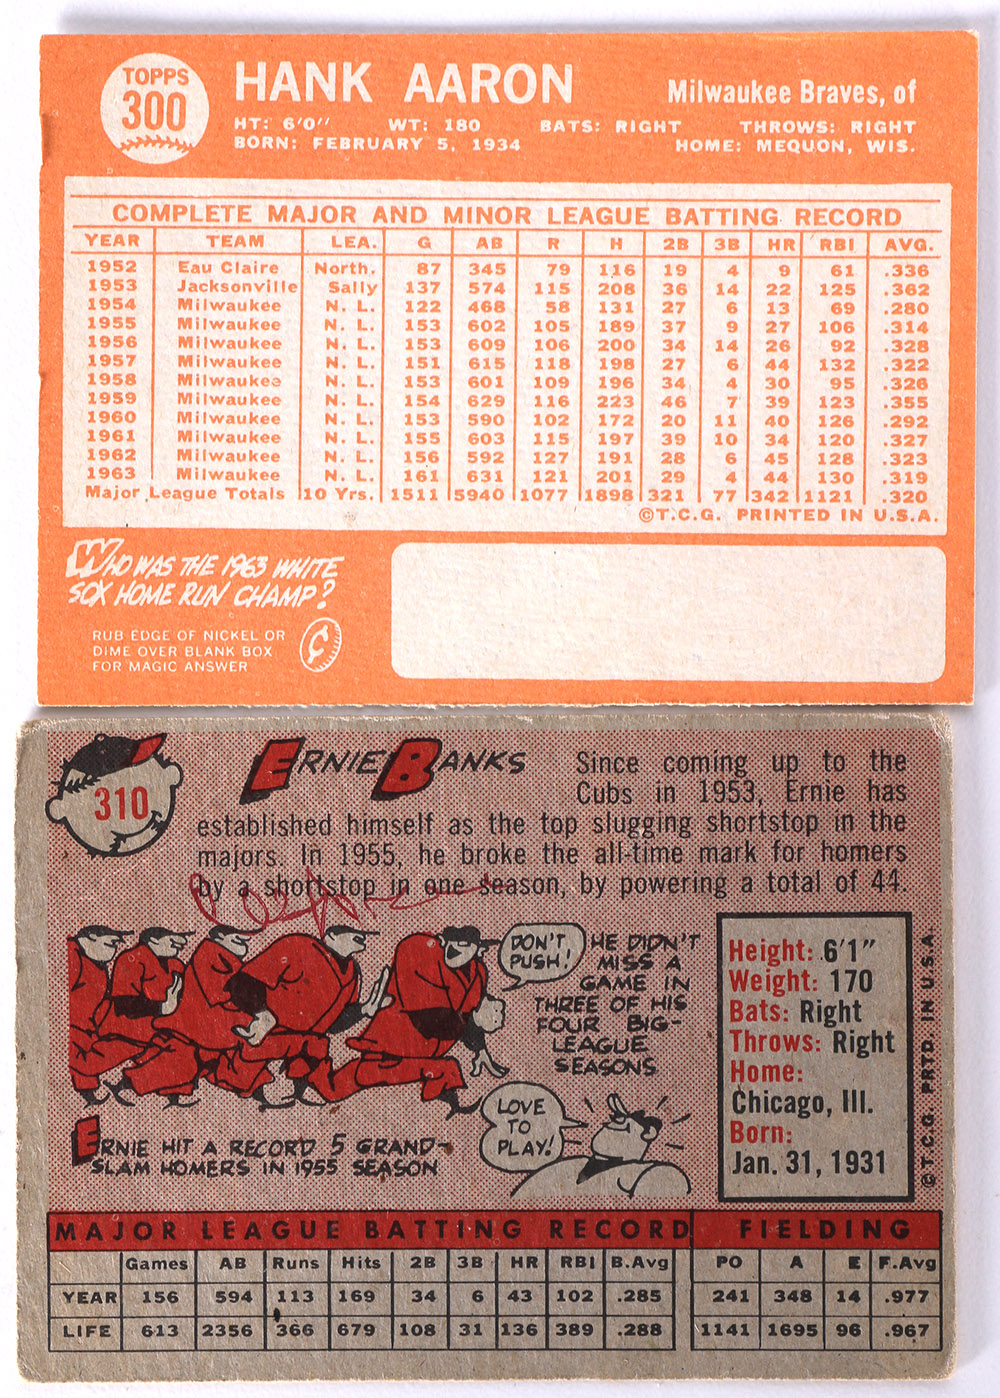 TOPPS
300
HANK AARON
Milwaukee Braves, of
HT: 6'0" WT: 180 BATS: RIGHT THROWS: RIGHT
BORN: FEBRUARY 5, 1934 HOME: MEQUON, WIS.
COMPLETE MAJOR AND MINOR LEAGUE BATTING RECORD
YEAR TEAM LEA. G AB R H 2B 3B HR RBI AVG.
1952 Eau Claire North. 87 345 79 116 19 4 9 61 .336
1953 Jacksonville Sally 137 574 115 208 36 14 22 125 .362
1954 Milwaukee N. L. 122 468 58 131 27 6 13 69 .280
1955 Milwaukee N. L. 153 602 105 189 37 9 27 106 .314
1956 Milwaukee N. L. 153 609 106 200 34 14 26 92 .328
1957 Milwaukee N. L. 151 615 118 198 27 6 44 132 .322
1958 Milwaukee N. L. 153 601 109 196 34 4 30 95 .326
1959 Milwaukee N. L. 154 629 116 223 46 7 39 123 .355
1960 Milwaukee N. L. 153 590 102 172 20 11 40 126 .292
1961 Milwaukee N. L. 155 603 115 197 39 10 34 120 .327
1962 Milwaukee N. L. 156 592 127 191 28 6 45 128 .323
1963 Milwaukee N. L. 161 631 121 201 29 4 44 130 .319
Major League Totals 10 Yrs. 1511 5940 1077 1898 321 77 342 1121 .320
©T.C.G. PRINTED IN U.S.A.
WHO WAS THE 1963 WHITE
SOX HOME RUN CHAMP?
RUB EDGE OF NICKEL OR
DIME OVER BLANK BOX
FOR MAGIC ANSWER
¢
310
ERNIE BANKS
Since coming up to the
Cubs in 1953, Ernie has
established himself as the top slugging shortstop in the
majors. In 1955, he broke the all-time mark for homers
by a shortstop in one season, by powering a total of 44
DON'T
PUSH!
HE DIDN'T
MISS A
GAME IN
THREE OF HIS
FOUR BIG-
LEAGUE
SEASONS
ERNIE HIT A RECORD 5 GRAND-
SLAM HOMERS IN 1955 SEASON
LOVE
TO
PLAY!
Height: 6'1"
Weight: 170
Bats: Right
Throws: Right
Home:
Chicago, Ill.
Born:
Jan. 31, 1931
©T.C.G. PRTD. IN U.S.A.
MAJOR LEAGUE BATTING RECORD FIELDING
Games AB Runs Hits 2B 3B HR RBI B.Avg PO A E F.Avg
YEAR 156 594 113 169 34 6 43 102 .285 241 348 14 .977
LIFE 613 2356 366 679 108 31 136 389 .288 1141 1695 96 .967